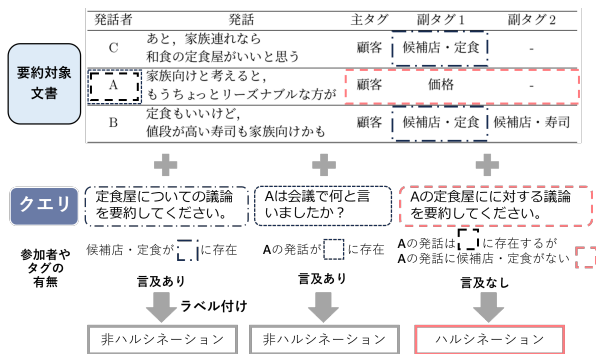 発話者 発話 主タグ 副タグ１ 副タグ２
要約対象
文書
C あと，家族連れなら
和食の定食屋がいいと思う 顧客 候補店・定食 -
A 家族向けと考えると，
もうちょっとリーズナブルな方が 顧客 価格 -
B 定食もいいけど，
値段が高い寿司も家族向けかも 顧客 候補店・定食 候補店・寿司
クエリ
定食屋についての議論
を要約してください。
Aは会議で何と言
いましたか？
Aの定食屋にに対する議論
を要約してください。
参加者や
タグの
有無
候補店・定食が に存在
Aの発話が に存在
Aの発話は に存在するが
Aの発話に候補店・定食がない
言及あり
言及あり
言及なし
ラベル付け
非ハルシネーション
非ハルシネーション
ハルシネーション